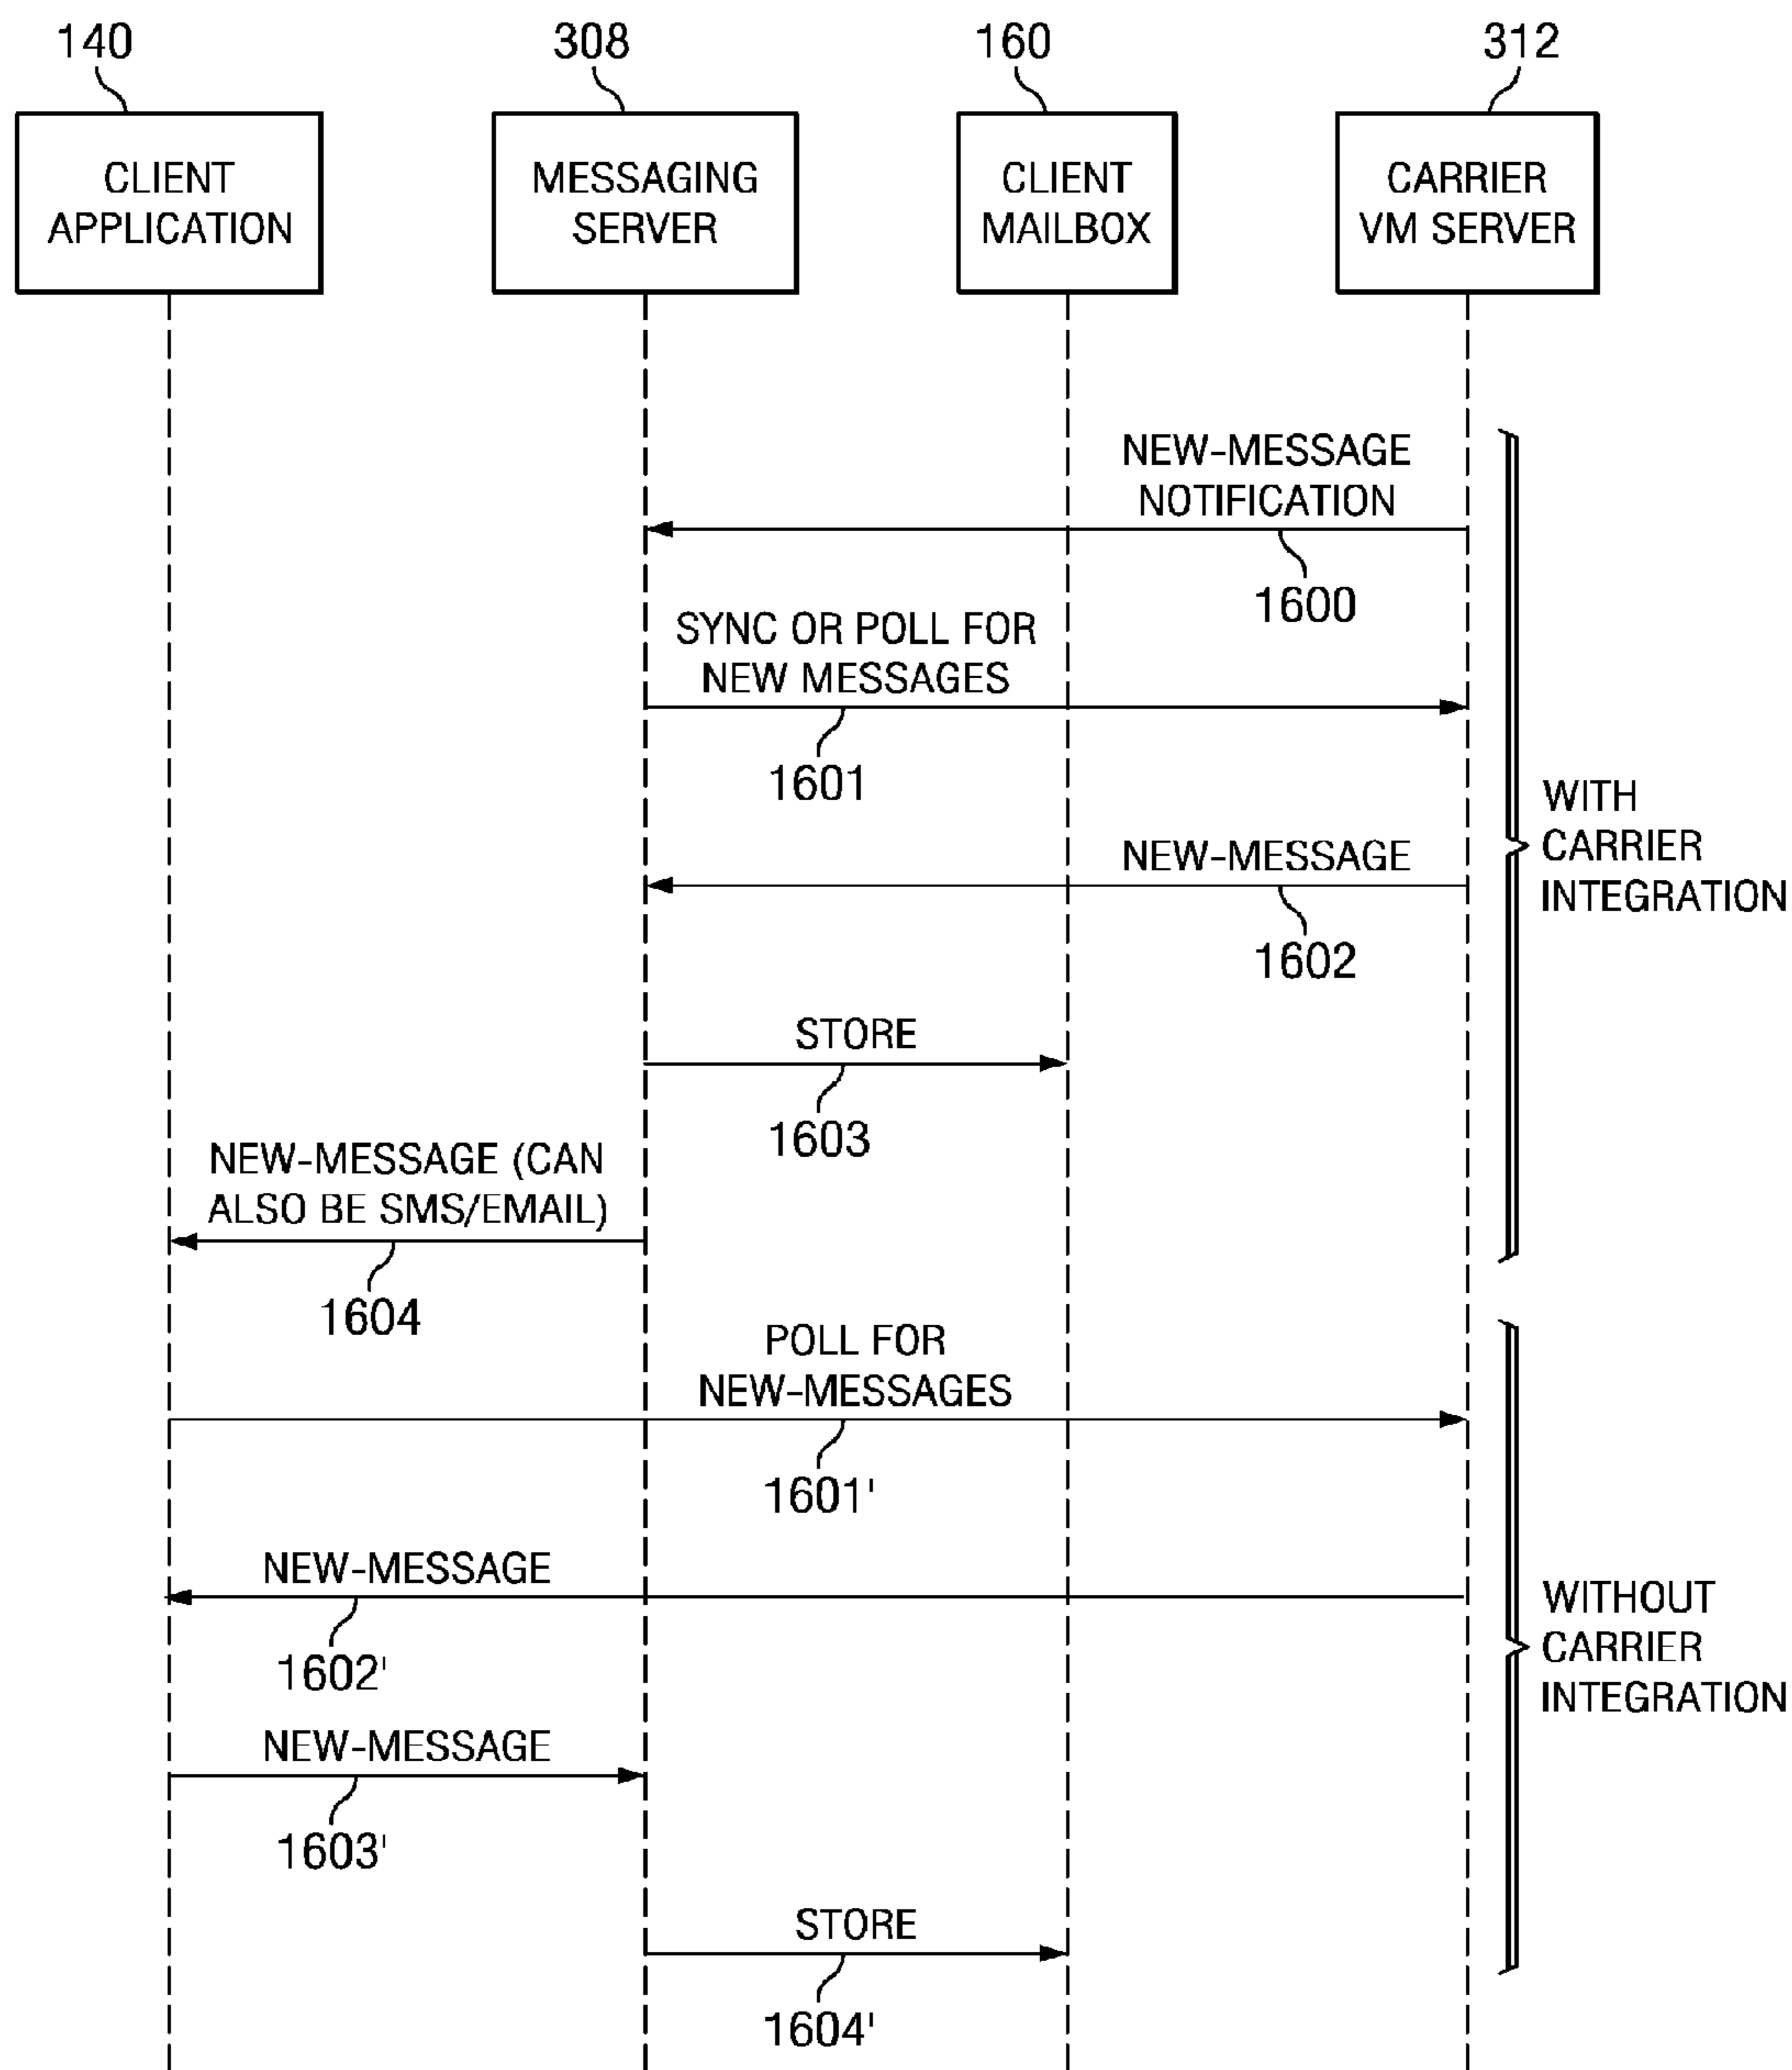 140
308
160
312
CLIENT
APPLICATION
MESSAGING
SERVER
CLIENT
MAILBOX
CARRIER
VM SERVER
NEW-MESSAGE
NOTIFICATION
1600
SYNC OR POLL FOR
NEW MESSAGES
1601
WITH
CARRIER
INTEGRATION
NEW-MESSAGE
1602
STORE
1603
NEW-MESSAGE (CAN
ALSO BE SMS/EMAIL)
1604
POLL FOR
NEW-MESSAGES
1601'
NEW-MESSAGE
1602'
WITHOUT
CARRIER
INTEGRATION
NEW-MESSAGE
1603'
STORE
1604'